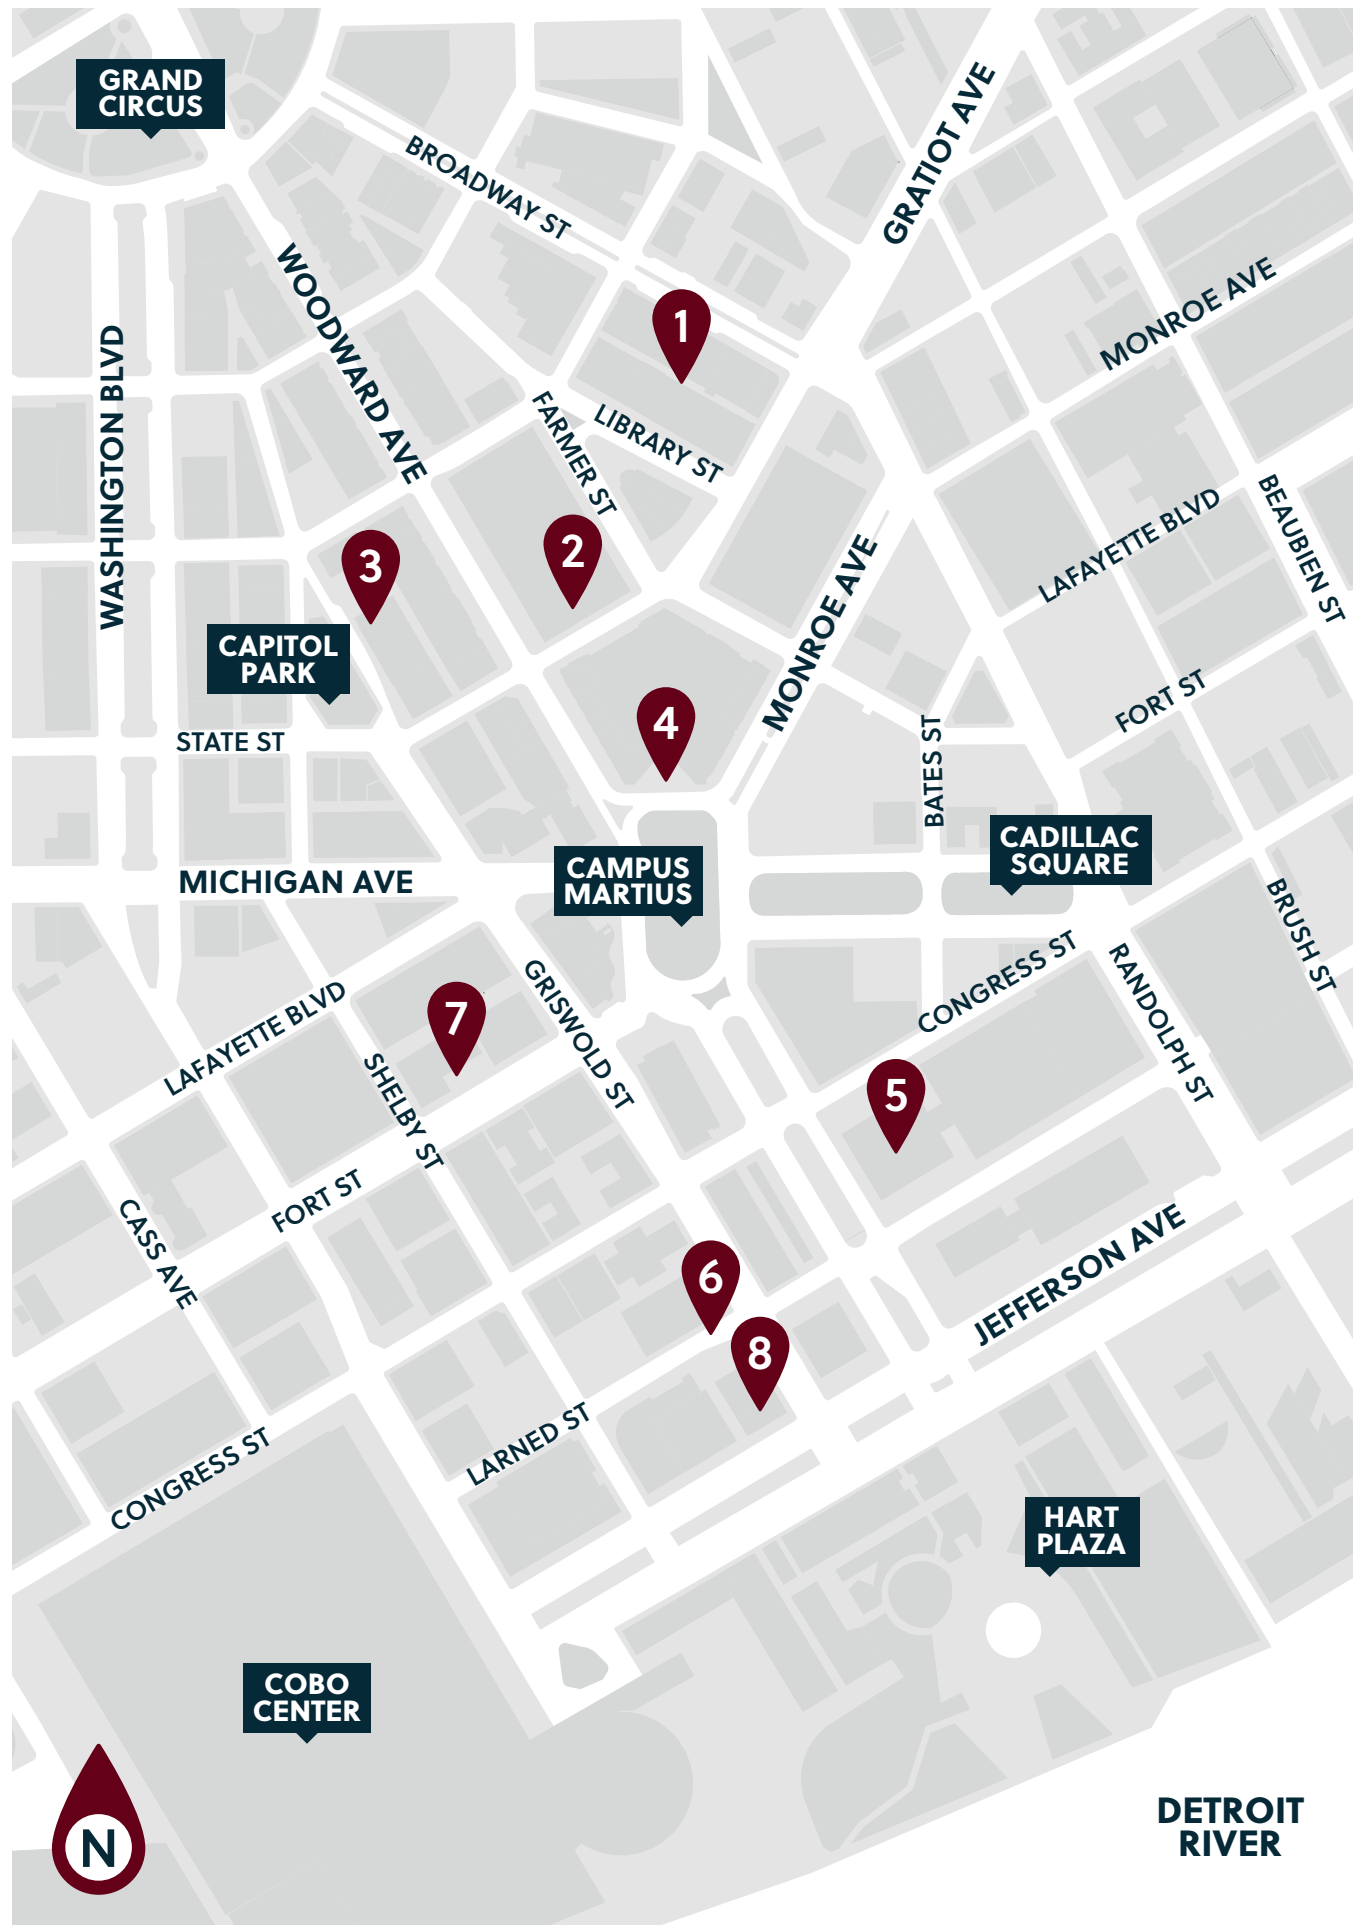 GRAND
CIRCUS
BROADWAY ST
GRATIOT AVE
WOODWARD AVE
MONROE AVE
1
WASHINGTON BLVD
FARMER ST
LIBRARY ST
BEAUBIEN ST
LAFAYETTE BLVD
2
3
MONROE AVE
CAPITOL
PARK
FORT ST
4
STATE ST
BATES ST
CADILLAC
SQUARE
CAMPUS
MARTIUS
MICHIGAN AVE
BRUSH ST
CONGRESS ST
RANDOLPH ST
GRISWOLD ST
LAFAYETTE BLVD
7
SHELBY ST
5
FORT ST
CASS AVE
6
JEFFERSON AVE
8
LARNED ST
CONGRESS ST
HART
PLAZA
COBO
CENTER
N
DETROIT
RIVER